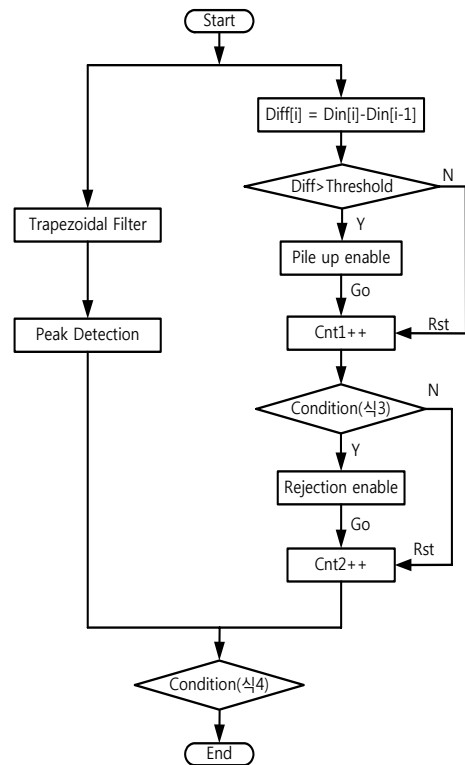 Start
Diff[i] = Din[i]-Din[i-1]
Diff>Threshold
N
Y
Trapezoidal Filter
Pile up enable
Go
Peak Detection
Cnt1++
Rst
Condition(식3)
N
Y
Rejection enable
Go
Cnt2++
Rst
Condition(식4)
End